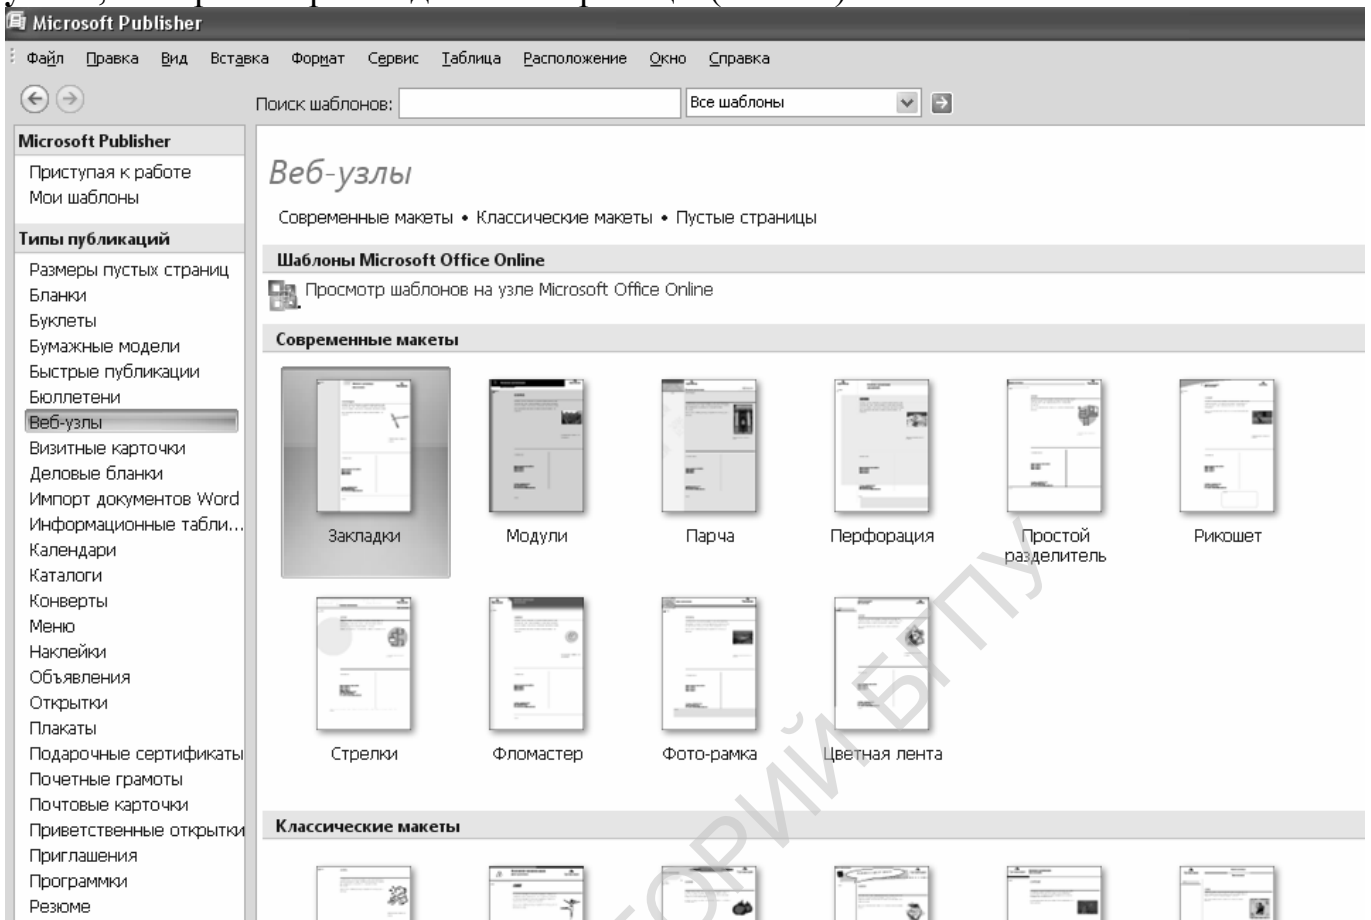 Microsoft Publisher
Файл Правка Вид Вставка Формат Сервис Таблица Расположение Окно Справка
Поиск шаблонов: Все шаблоны
Microsoft Publisher
Приступая к работе
Мои шаблоны
Типы публикаций
Размеры пустых страниц
Бланки
Буклеты
Бумажные модели
Быстрые публикации
Бюллетени
Веб-узлы
Визитные карточки
Деловые бланки
Импорт документов Word
Информационные табли...
Календари
Каталоги
Конверты
Меню
Наклейки
Объявления
Открытки
Плакаты
Подарочные сертификаты
Почетные грамоты
Почтовые карточки
Приветственные открытки
Приглашения
Программки
Резюме
Веб-узлы
Современные макеты • Классические макеты • Пустые страницы
Шаблоны Microsoft Office Online
Просмотр шаблонов на узле Microsoft Office Online
Современные макеты
Закладки Модули Парча Перфорация Простой разделитель Рикошет
Стрелки Фломастер Фото-рамка Цветная лента
Классические макеты
ТОРИЙ БГПУ